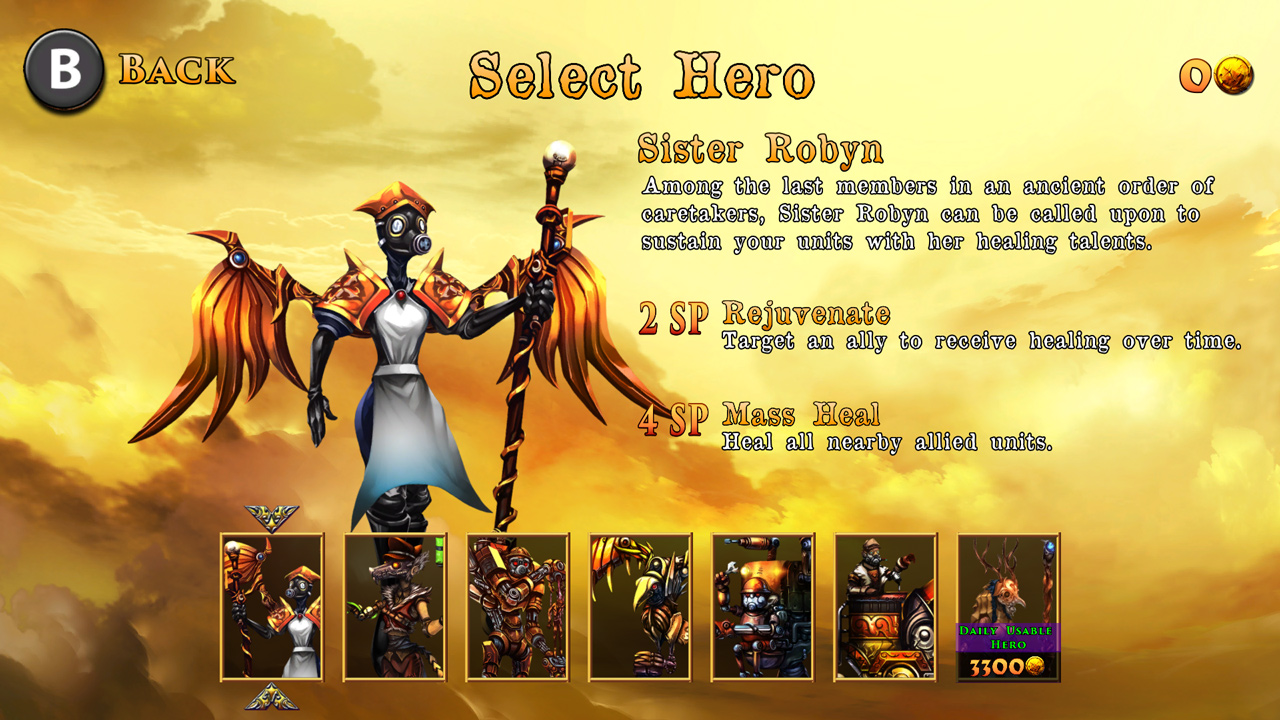 B Back
Select Hero
0
Sister Robyn
Among the last members in an ancient order of
caretakers, Sister Robyn can be called upon to
sustain your units with her healing talents.
2 SP Rejuvenate
Target an ally to receive healing over time.
4 SP Mass Heal
Heal all nearby allied units.
Daily Usable
Hero
3300